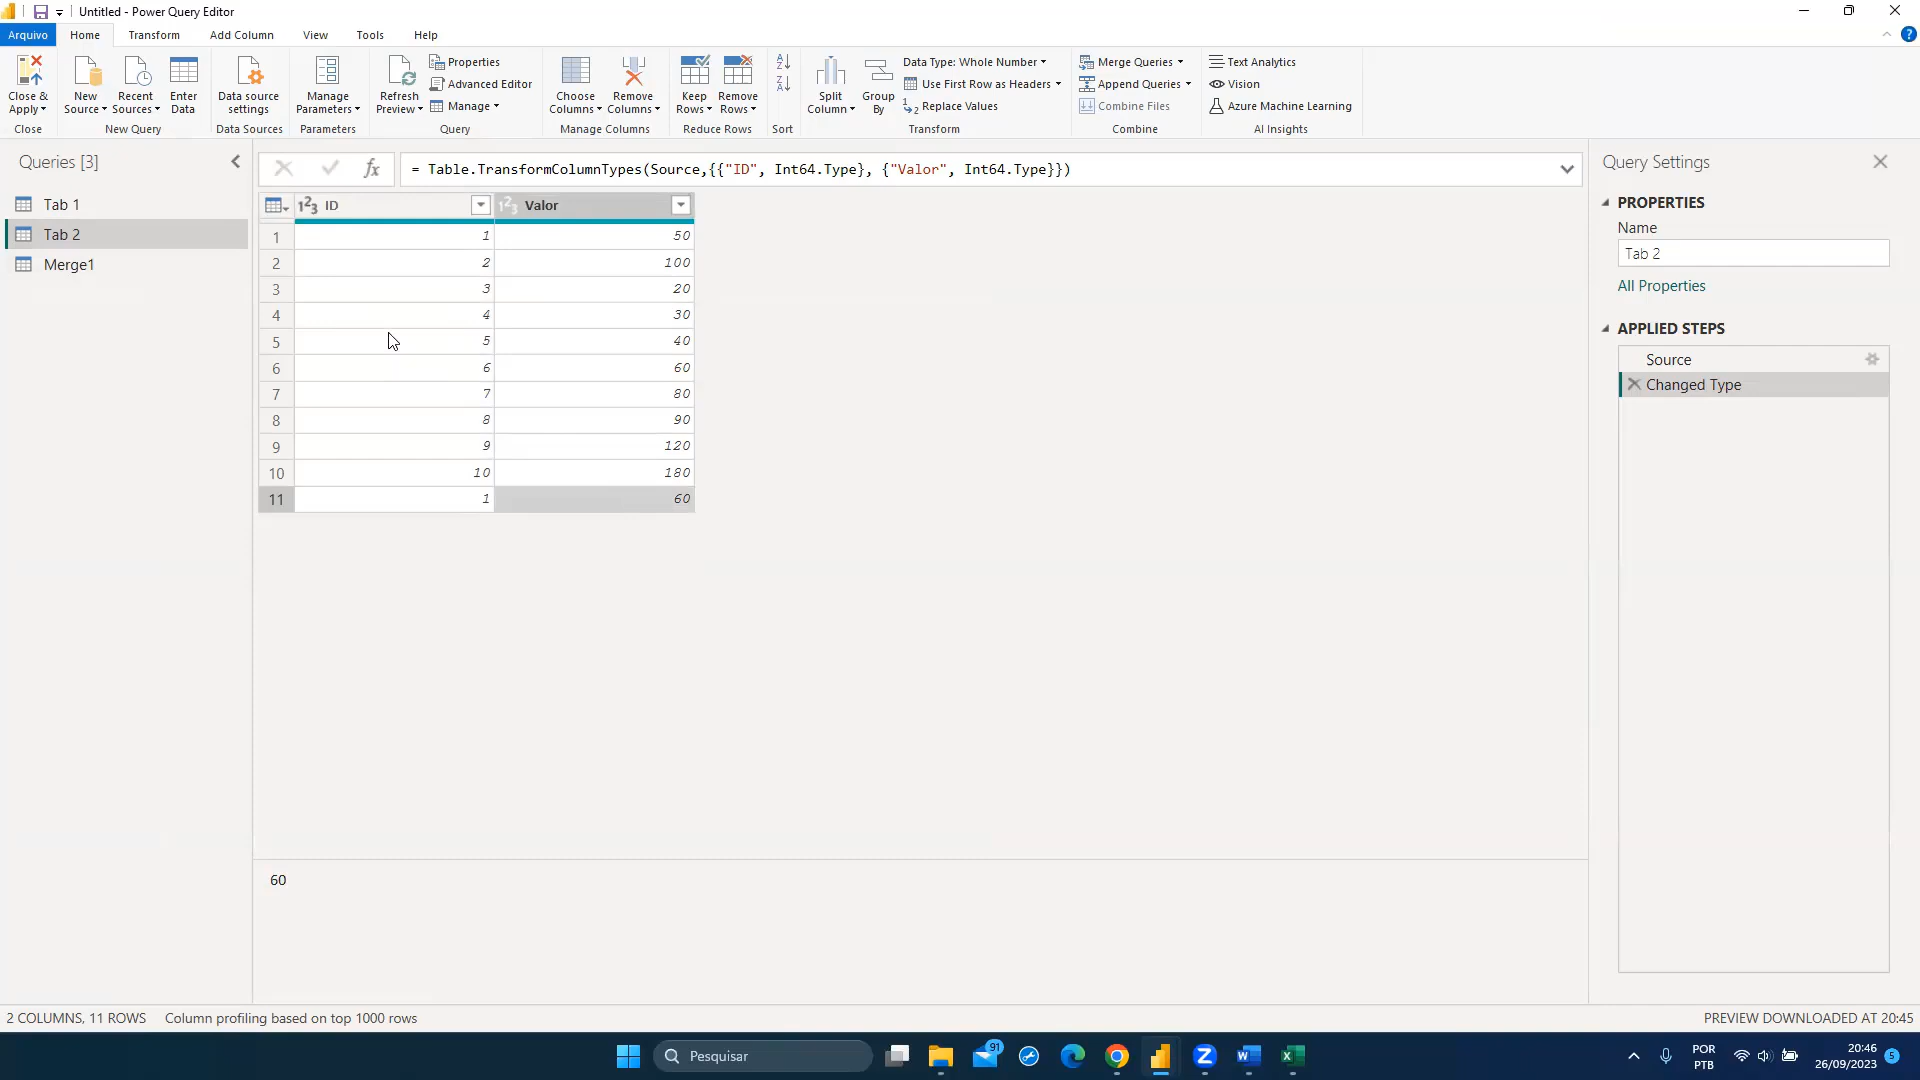 Untitled - Power Query Editor
Arquivo Home Transform Add Column View Tools Help
Close & Apply
Close
New Source
Recent Sources
Enter Data
New Query
Data source settings
Data Sources
Manage Parameters
Parameters
Refresh Preview
Properties
Advanced Editor
Manage
Query
Choose Columns
Remove Columns
Manage Columns
Keep Rows
Remove Rows
Reduce Rows
Sort
Split Column
Group By
Data Type: Whole Number
Use First Row as Headers
Replace Values
Transform
Merge Queries
Append Queries
Combine Files
Combine
Text Analytics
Vision
Azure Machine Learning
AI Insights
Queries [3]
Tab 1
Tab 2
Merge1
= Table.TransformColumnTypes(Source,{{"ID", Int64.Type}, {"Valor", Int64.Type}})
ID Valor
1 1 50
2 2 100
3 3 20
4 4 30
5 5 40
6 6 60
7 7 80
8 8 90
9 9 120
10 10 180
11 1 60
60
Query Settings
PROPERTIES
Name
Tab 2
All Properties
APPLIED STEPS
Source
Changed Type
2 COLUMNS, 11 ROWS Column profiling based on top 1000 rows
PREVIEW DOWNLOADED AT 20:45
Pesquisar
91
POR
PTB
20:46
26/09/2023
5